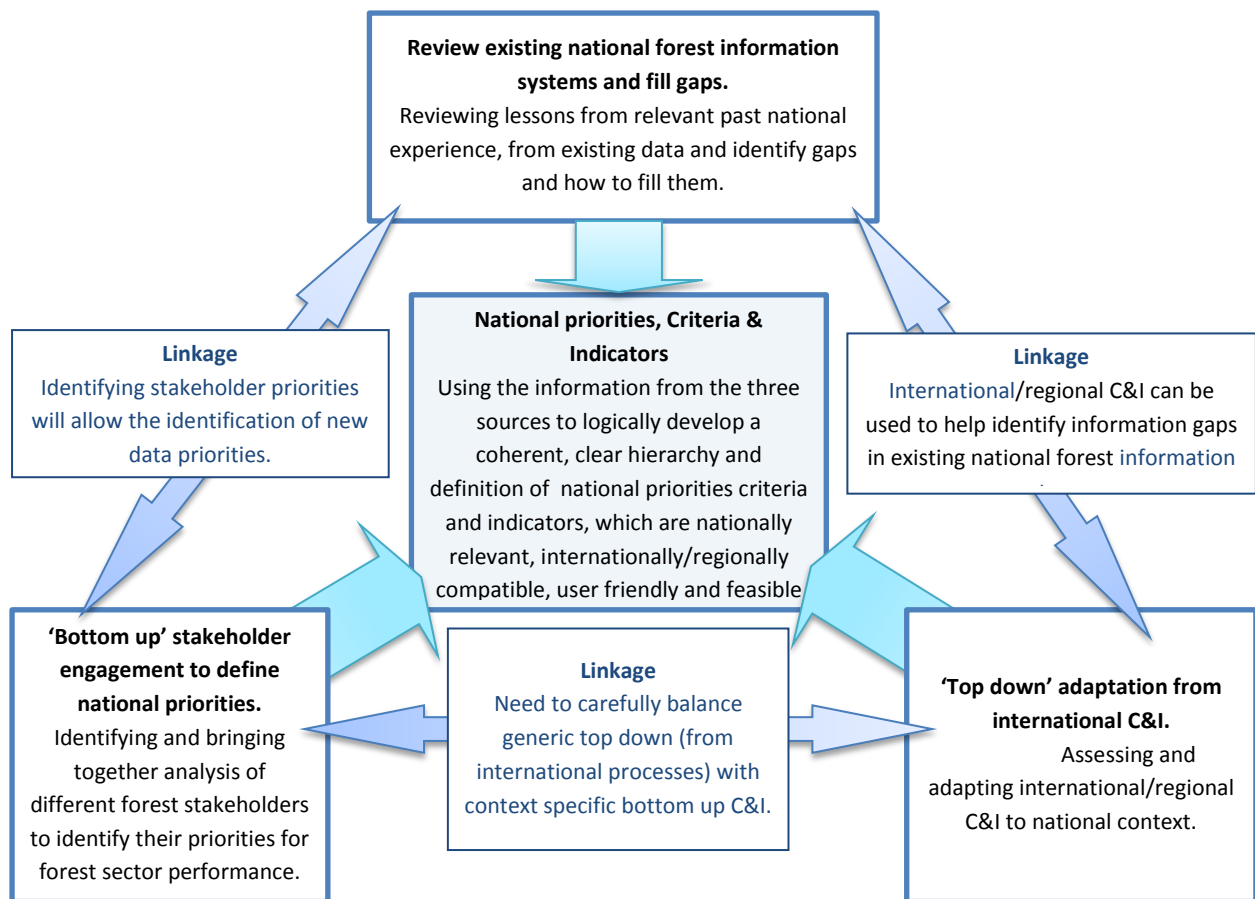 Review existing national forest information
systems and fill gaps.
Reviewing lessons from relevant past national
experience, from existing data and identify gaps
and how to fill them.
National priorities, Criteria &
Indicators
Using the information from the three
sources to logically develop a
coherent, clear hierarchy and
definition of national priorities criteria
and indicators, which are nationally
relevant, internationally/regionally
compatible, user friendly and feasible
Linkage
Identifying stakeholder priorities
will allow the identification of new
data priorities.
Linkage
International/regional C&I can be
used to help identify information gaps
in existing national forest information
.
‘Bottom up’ stakeholder
engagement to define
national priorities.
Identifying and bringing
together analysis of
different forest stakeholders
to identify their priorities for
forest sector performance.
Linkage
Need to carefully balance
generic top down (from
international processes) with
context specific bottom up C&I.
‘Top down’ adaptation from
international C&I.
Assessing and
adapting international/regional
C&I to national context.